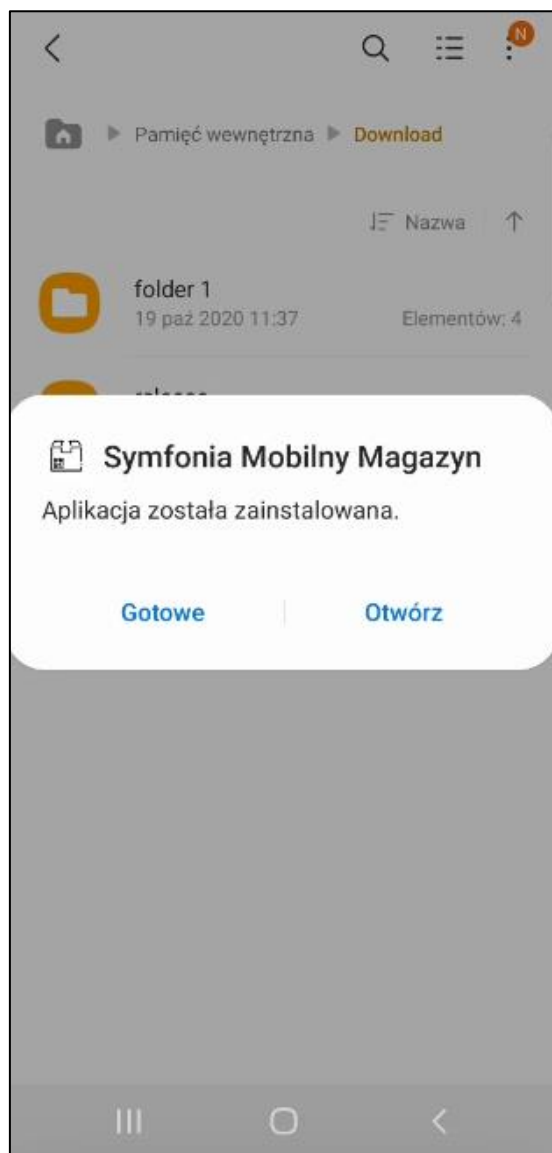 N
Pamięć wewnętrzna Download
Nazwa
folder 1
19 paź 2020 11:37 Elementów: 4
Symfonia Mobilny Magazyn
Aplikacja została zainstalowana.
Gotowe Otwórz